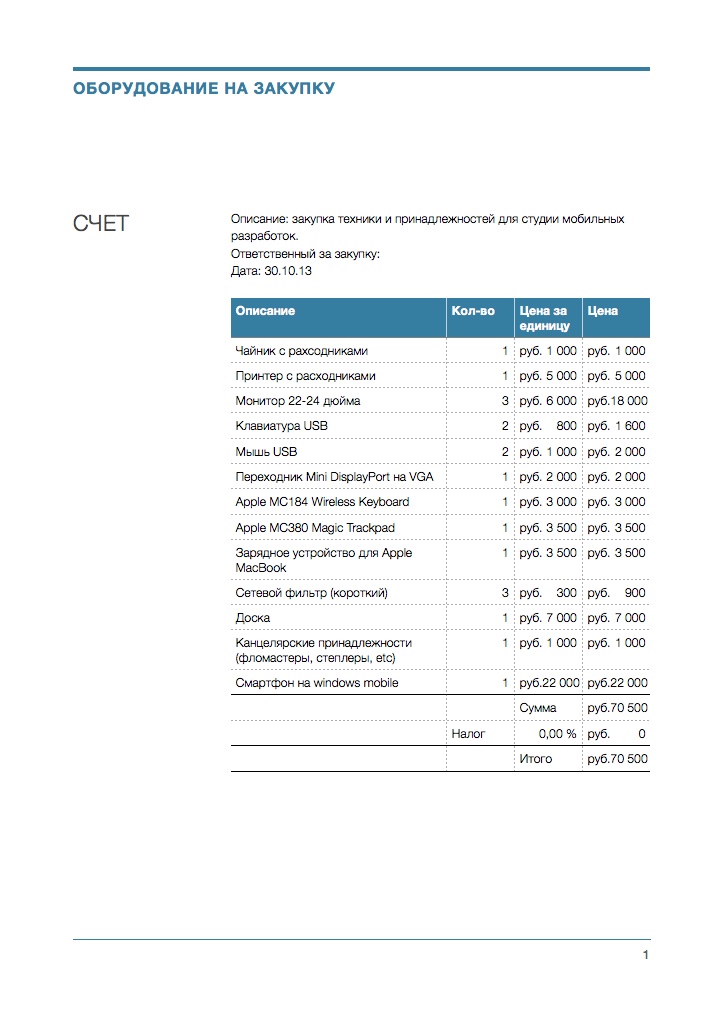 ОБОРУДОВАНИЕ НА ЗАКУПКУ
СЧЕТ
Описание: закупка техники и принадлежностей для студии мобильных
разработок.
Ответственный за закупку:
Дата: 30.10.13
Описание Кол-во Цена за единицу Цена
Чайник с рахсодниками 1 руб. 1 000 руб. 1 000
Принтер с расходниками 1 руб. 5 000 руб. 5 000
Монитор 22-24 дюйма 3 руб. 6 000 руб.18 000
Клавиатура USB 2 руб. 800 руб. 1 600
Мышь USB 2 руб. 1 000 руб. 2 000
Переходник Mini DisplayPort на VGA 1 руб. 2 000 руб. 2 000
Apple MC184 Wireless Keyboard 1 руб. 3 000 руб. 3 000
Apple MC380 Magic Trackpad 1 руб. 3 500 руб. 3 500
Зарядное устройство для Apple 1 руб. 3 500 руб. 3 500
MacBook
Сетевой фильтр (короткий) 3 руб. 300 руб. 900
Доска 1 руб. 7 000 руб. 7 000
Канцелярские принадлежности 1 руб. 1 000 руб. 1 000
(фломастеры, степлеры, etc)
Смартфон на windows mobile 1 руб.22 000 руб.22 000
Сумма руб.70 500
Налог 0,00 % руб. 0
Итого руб.70 500
1